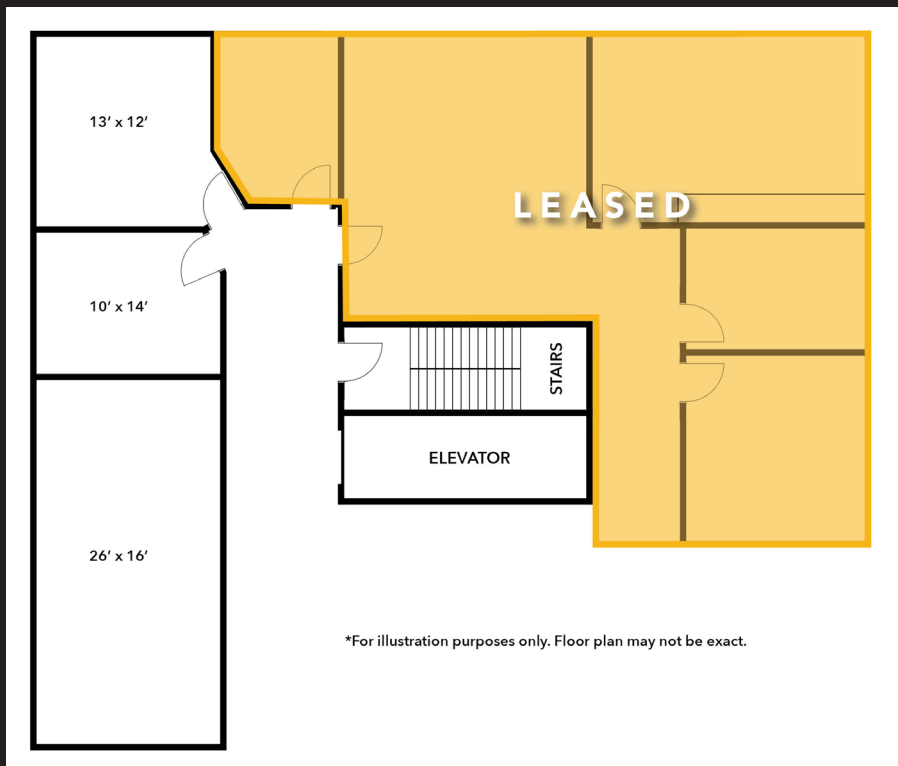 13′ x 12′
LEASED
10′ x 14′
STAIRS
ELEVATOR
26′ x 16′
*For illustration purposes only. Floor plan may not be exact.